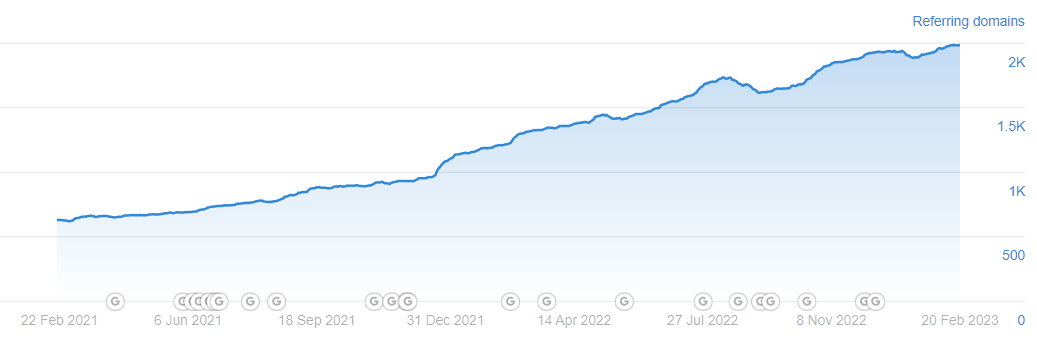 Referring domains
2K
1.5K
1K
500
G G G G G G G G G G G G G G G G G G G G G G
22 Feb 2021 6 Jun 2021 18 Sep 2021 31 Dec 2021 14 Apr 2022 27 Jul 2022 8 Nov 2022 20 Feb 2023 0